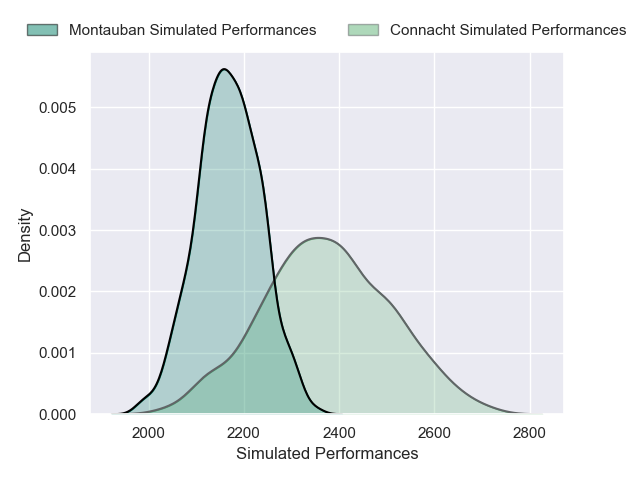 Montauban Simulated Performances
Connacht Simulated Performances
0.005
0.004
0.003
0.002
0.001
0.000
Density
2000 2200 2400 2600 2800
Simulated Performances